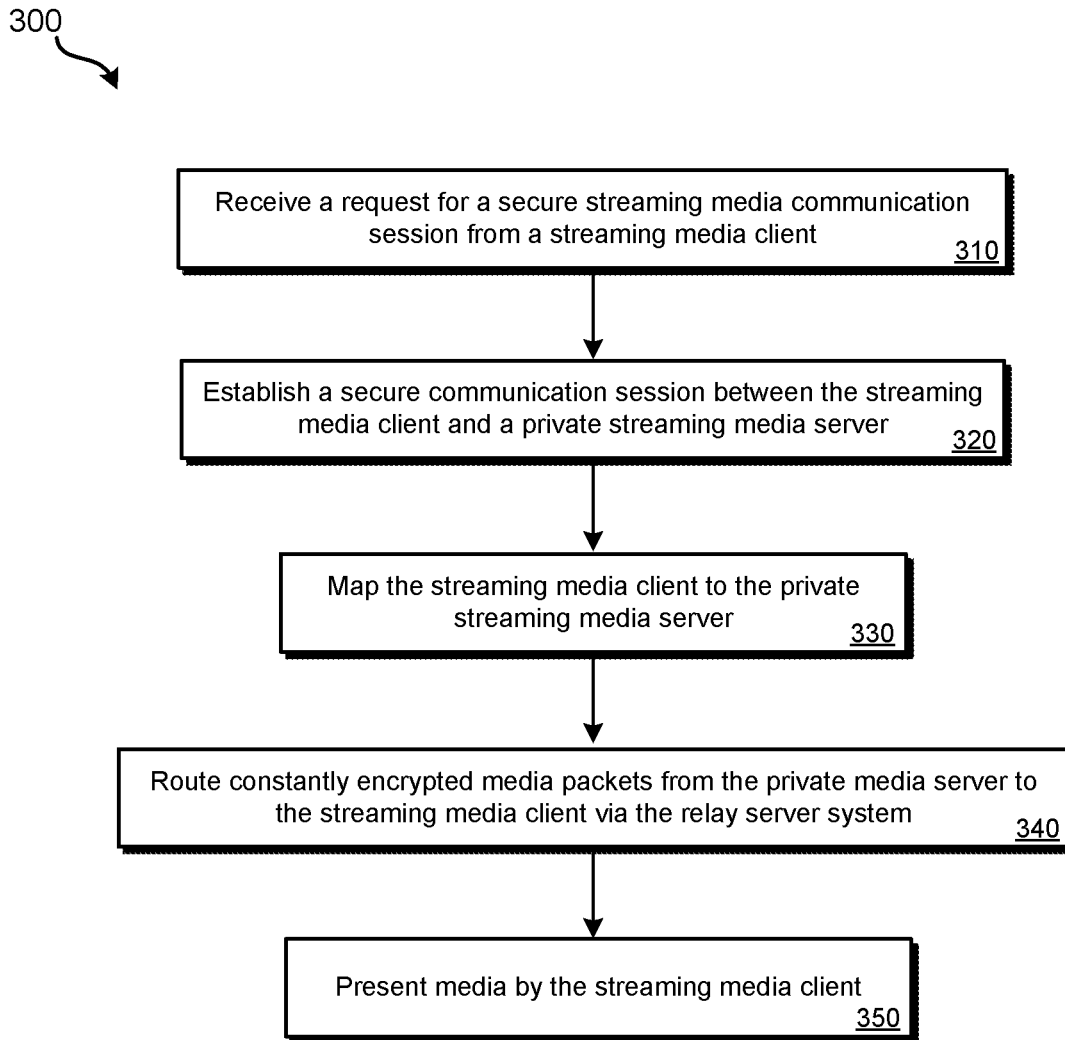 300
Receive a request for a secure streaming media communication
session from a streaming media client
310
Establish a secure communication session between the streaming
media client and a private streaming media server
320
Map the streaming media client to the private
streaming media server
330
Route constantly encrypted media packets from the private media server to
the streaming media client via the relay server system
340
Present media by the streaming media client
350